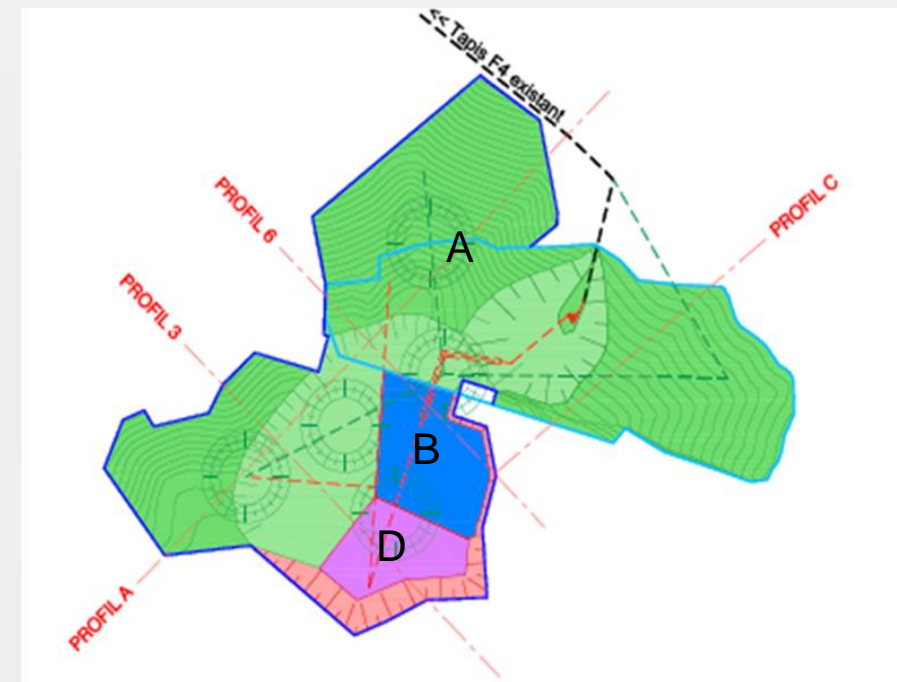 << Tapis F4 existant
PROFIL C
PROFIL 6
A
PROFIL 3
B
D
PROFIL A